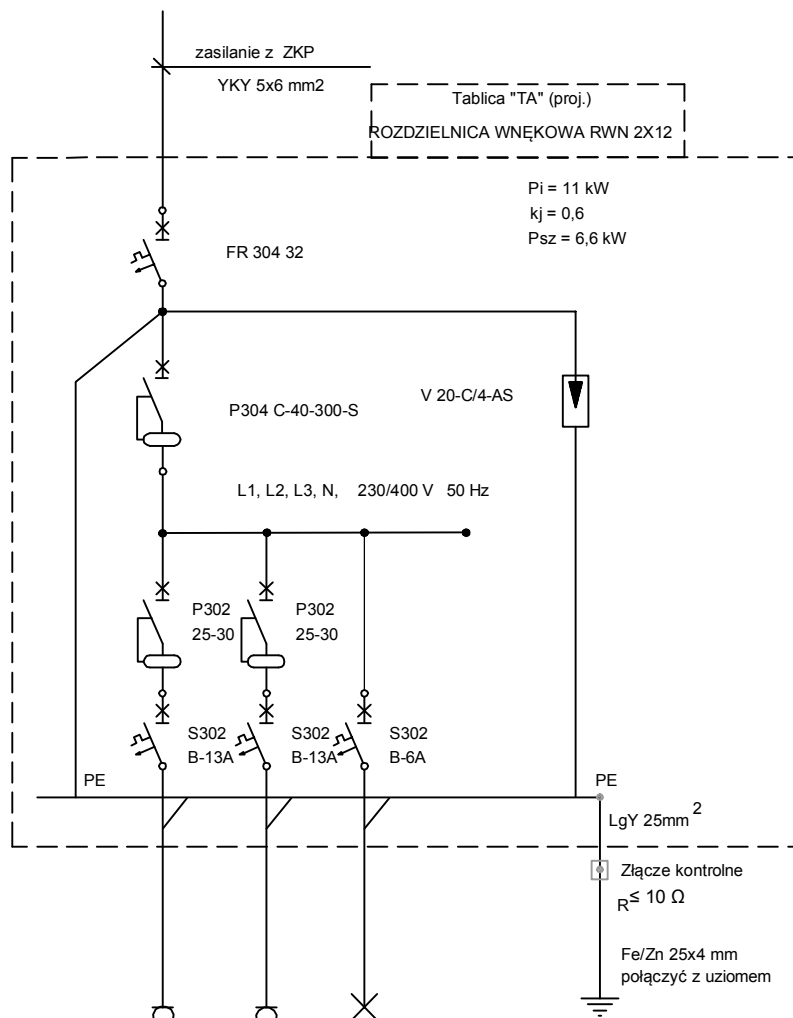 zasilanie z ZKP
YKY 5x6 mm2
Tablica "TA" (proj.)
ROZDZIELNICA WNĘKOWA RWN 2X12
Pi = 11 kW
kj = 0,6
Psz = 6,6 kW
FR 304 32
P304 C-40-300-S
V 20-C/4-AS
L1, L2, L3, N, 230/400 V 50 Hz
P302
25-30
P302
25-30
S302
B-13A
S302
B-13A
S302
B-6A
PE
PE
LgY 25mm 2
Złącze kontrolne
R ≤ 10 Ω
Fe/Zn 25x4 mm
połączyć z uziomem